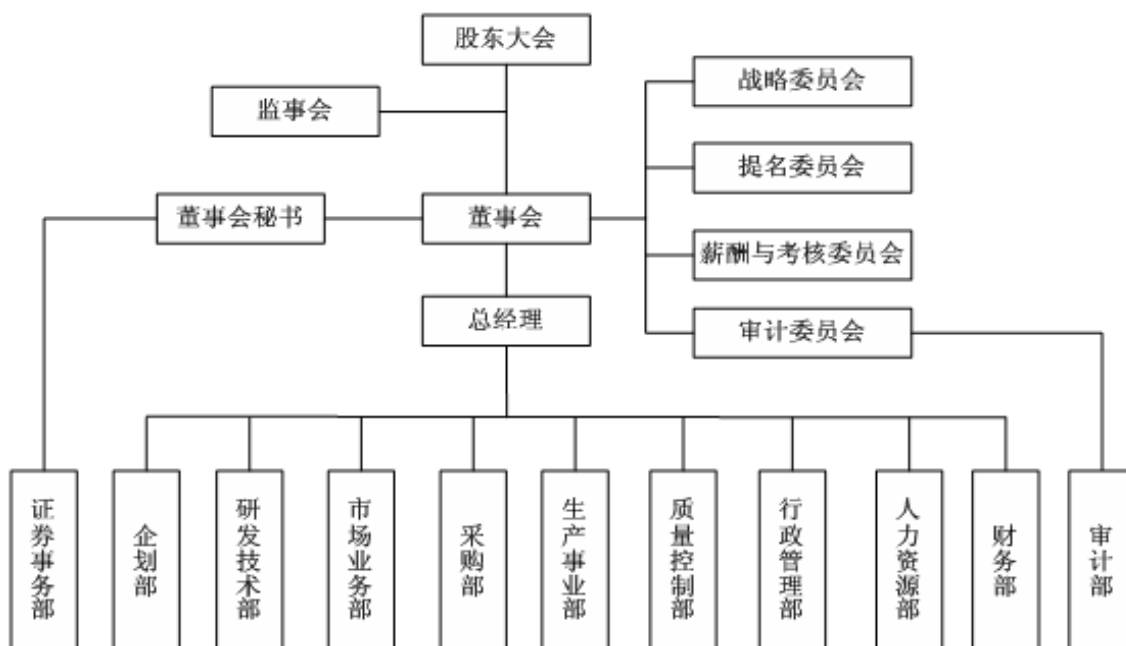 股东大会
战略委员会
监事会
提名委员会
董事会秘书
董事会
薪酬与考核委员会
总经理
审计委员会
证券事务部
企划部
研发技术部
市场业务部
采购部
生产事业部
质量控制部
行政管理部
人力资源部
财务部
审计部